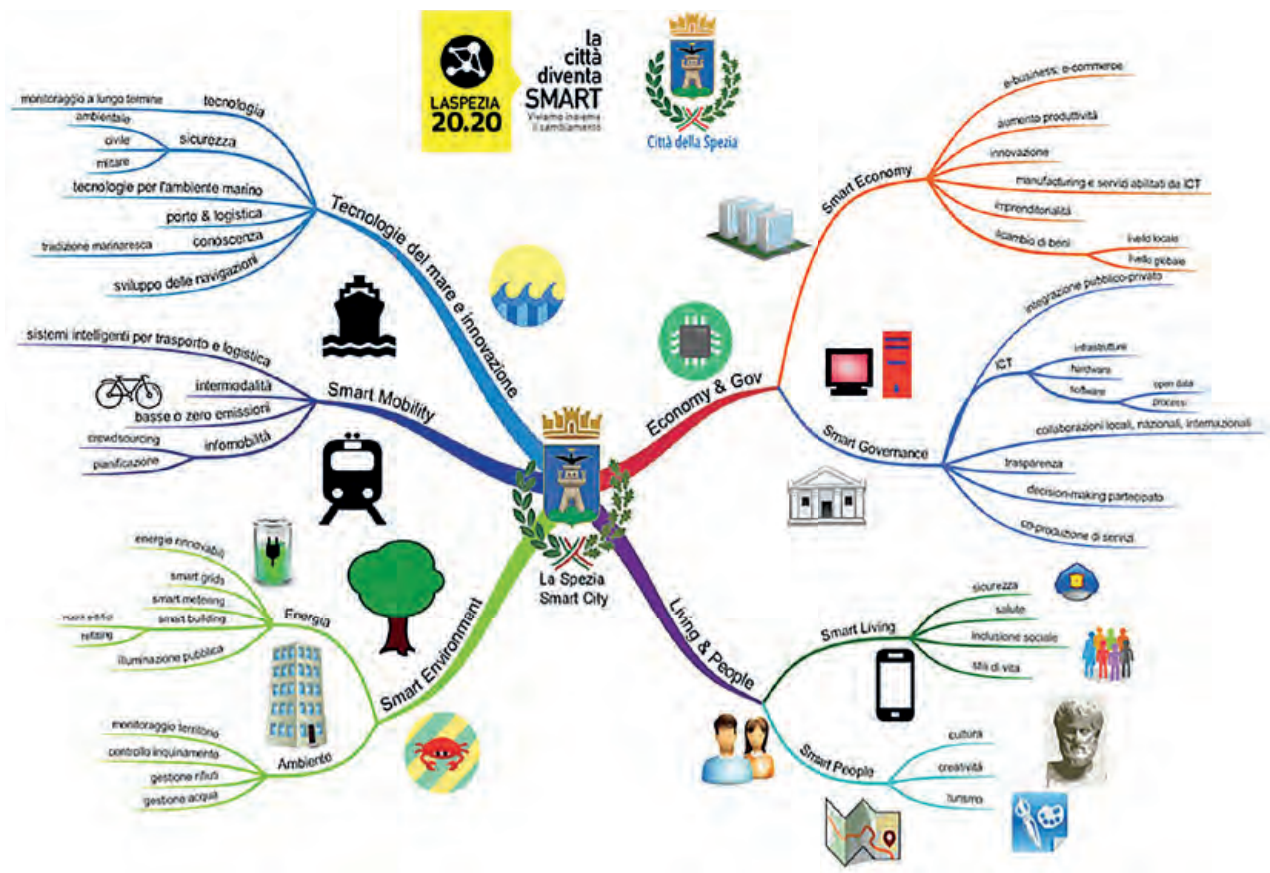 LASPEZIA
20.20
la
città
diventa
SMART
Viviamo insieme
il cambiamento
Città della Spezia
La Spezia
Smart City
Tecnologie del mare e innovazione
tecnologia
monitoraggio a lungo termine
sicurezza
ambientale
civile
militare
tecnologie per l'ambiente marino
porto & logistica
conoscenza
tradizione marinaresca
sviluppo delle navigazioni
Smart Mobility
sistemi intelligenti per trasporto e logistica
intermodalità
basse o zero emissioni
infomobilità
crowdsourcing
pianificazione
Smart Environment
Energia
energie rinnovabili
smart grids
smart metering
smart building
retfitting
illuminazione pubblica
Ambiente
monitoraggio territorio
controllo inquinamento
gestione rifiuti
gestione acqua
Economy & Gov
Smart Economy
e-business; e-commerce
aumento produttività
innovazione
manufacturing e servizi abilitati da ICT
imprenditorialità
scambio di beni
livello locale
livello globale
Smart Governance
integrazione pubblico-privato
ICT
infrastrutture
hardware
software
open data
processi
collaborazioni locali, nazionali, internazionali
trasparenza
decision-making partecipato
co-produzione di servizi
Living & People
Smart Living
sicurezza
salute
inclusione sociale
stili di vita
Smart People
cultura
creatività
turismo